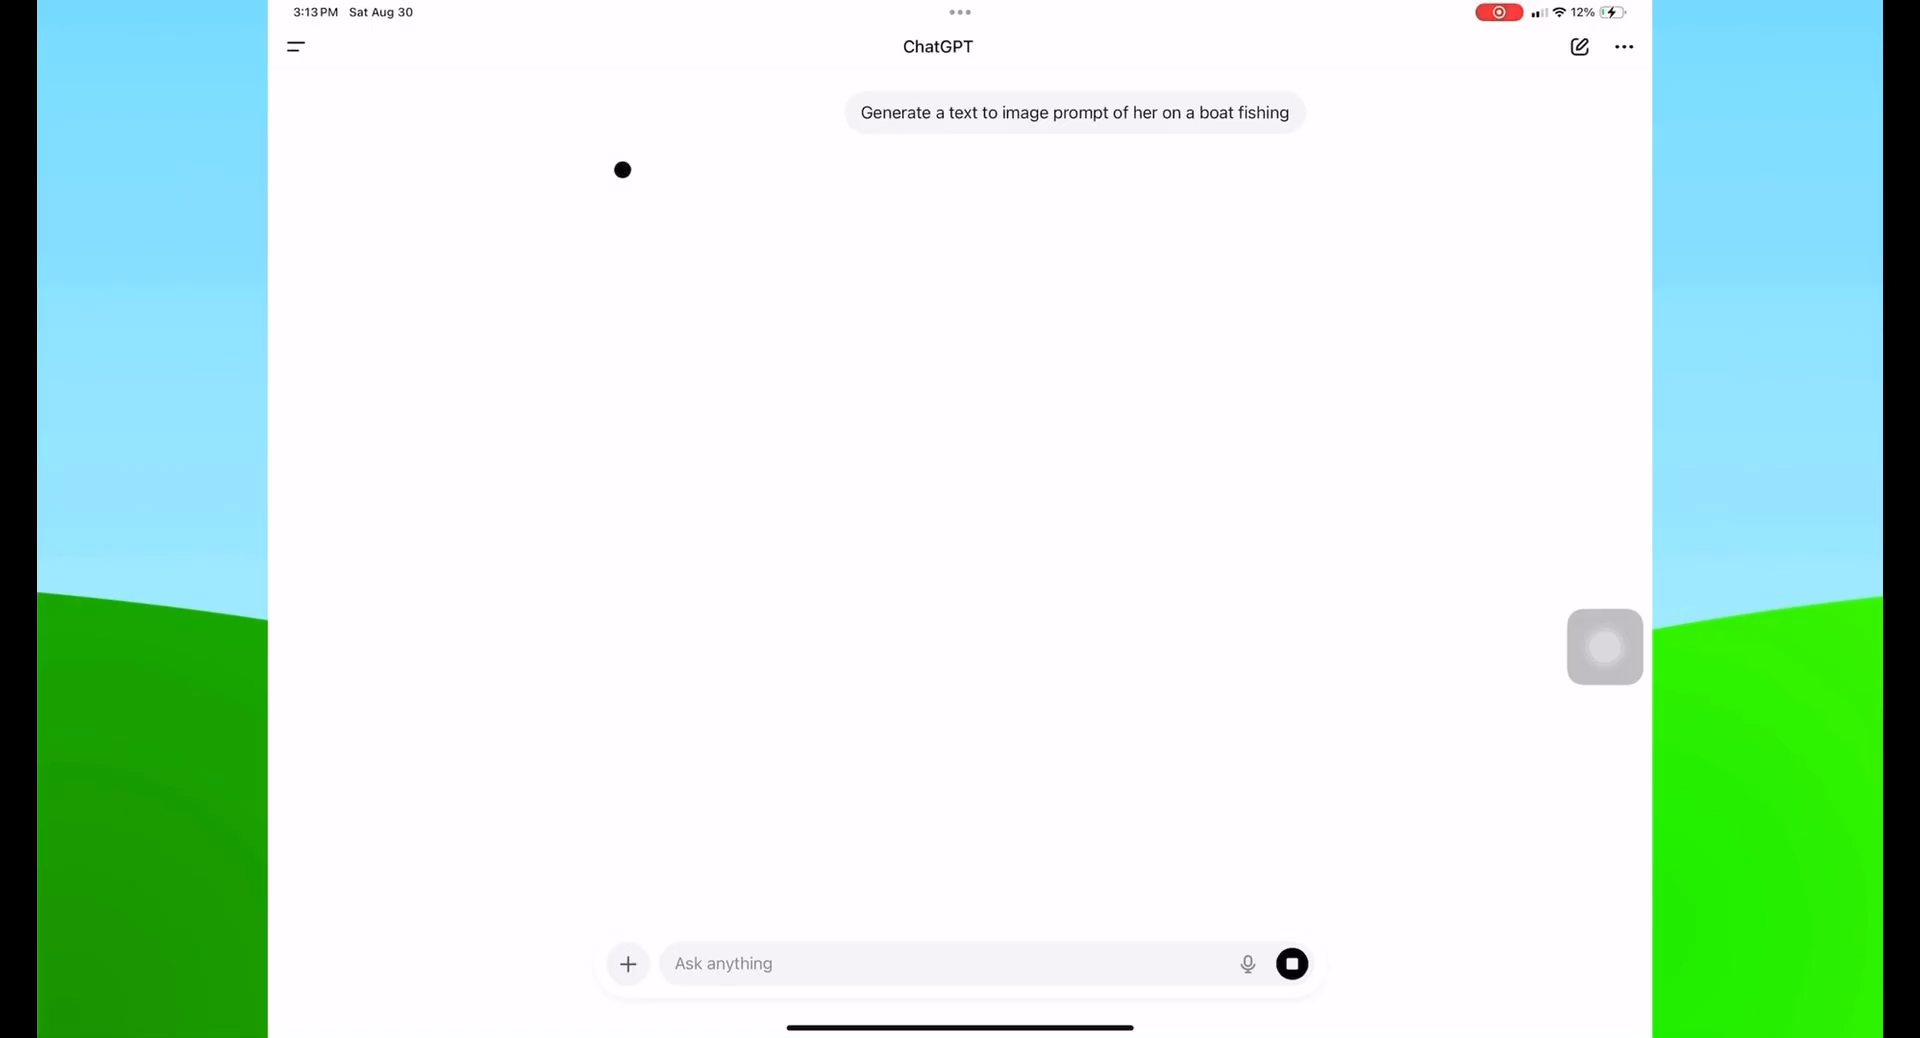 3:13 PM Sat Aug 30
12%
ChatGPT
Generate a text to image prompt of her on a boat fishing
Ask anything